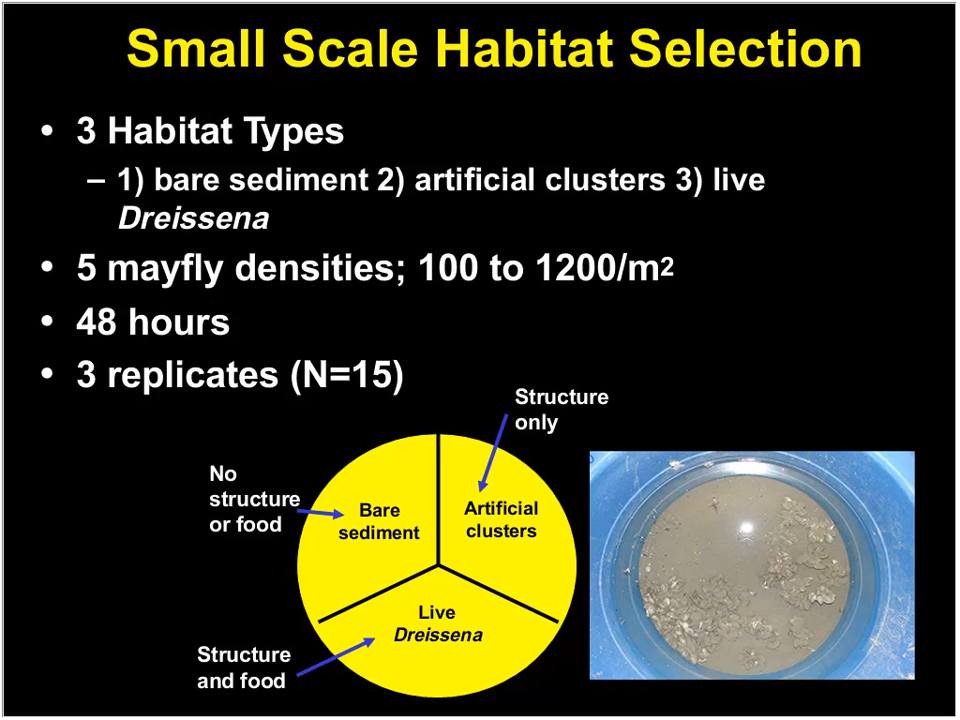 Small Scale Habitat Selection
• 3 Habitat Types
– 1) bare sediment 2) artificial clusters 3) live
Dreissena
• 5 mayfly densities; 100 to 1200/m2
• 48 hours
• 3 replicates (N=15)
Structure
only
No
structure
or food
Bare
sediment
Artificial
clusters
Live
Dreissena
Structure
and food